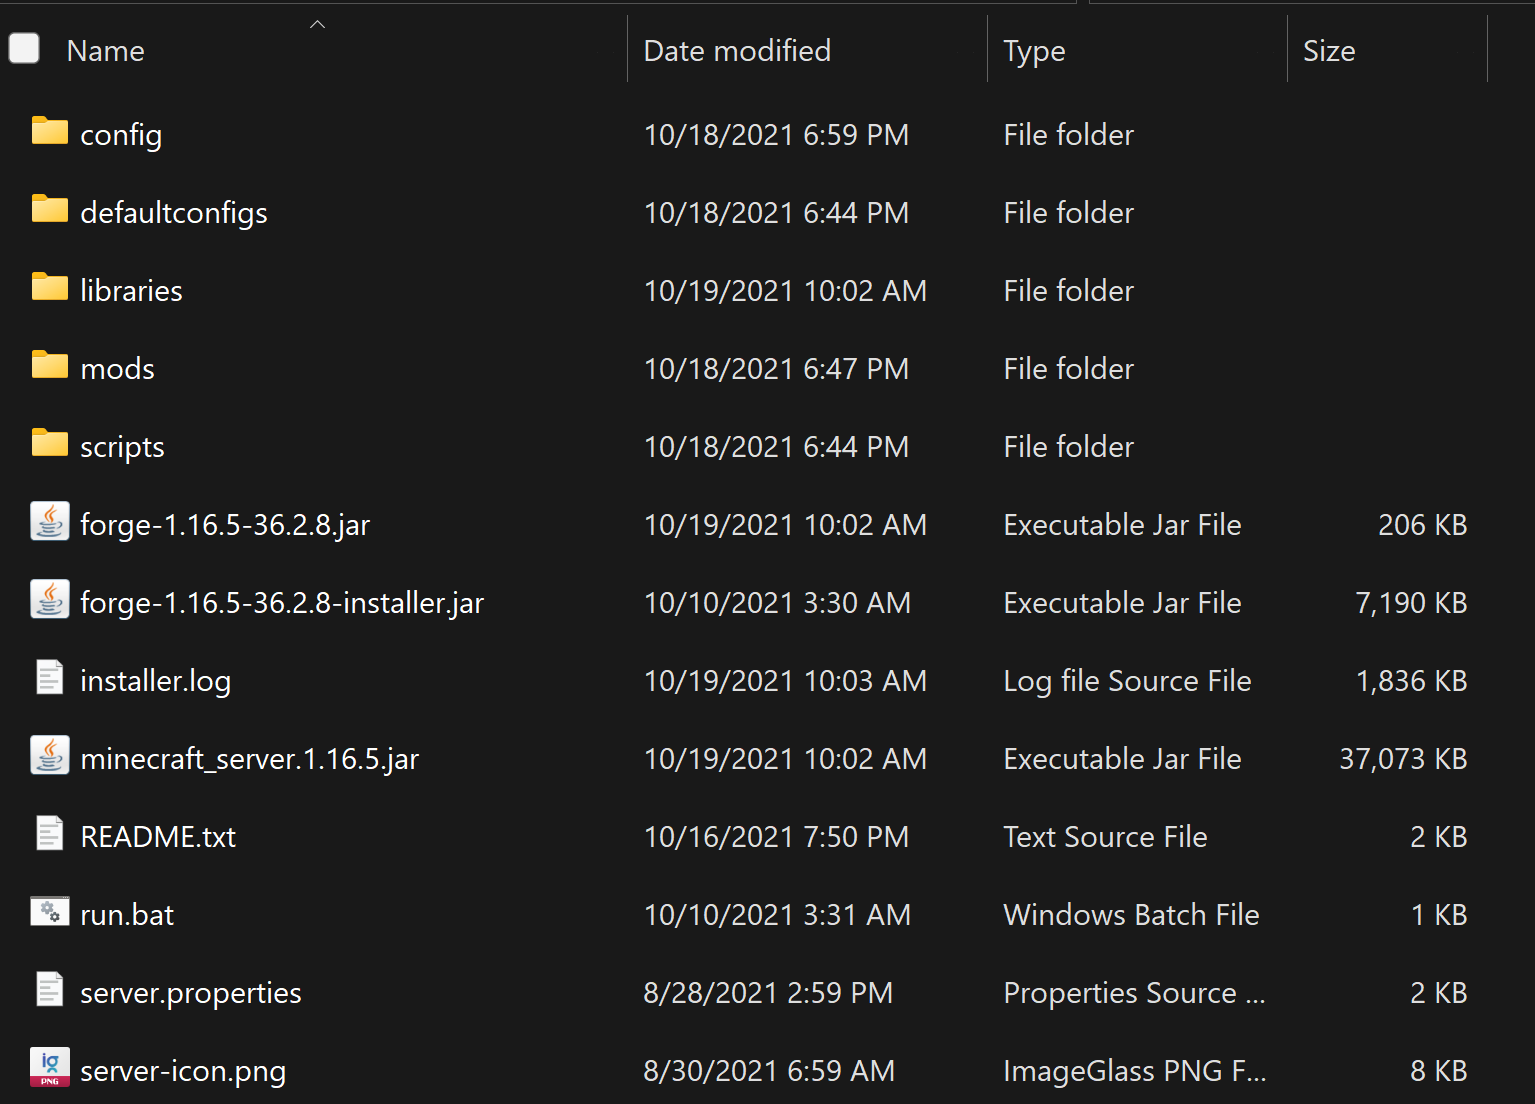 Name Date modified Type Size
config 10/18/2021 6:59 PM File folder
defaultconfigs 10/18/2021 6:44 PM File folder
libraries 10/19/2021 10:02 AM File folder
mods 10/18/2021 6:47 PM File folder
scripts 10/18/2021 6:44 PM File folder
forge-1.16.5-36.2.8.jar 10/19/2021 10:02 AM Executable Jar File 206 KB
forge-1.16.5-36.2.8-installer.jar 10/10/2021 3:30 AM Executable Jar File 7,190 KB
installer.log 10/19/2021 10:03 AM Log file Source File 1,836 KB
minecraft_server.1.16.5.jar 10/19/2021 10:02 AM Executable Jar File 37,073 KB
README.txt 10/16/2021 7:50 PM Text Source File 2 KB
run.bat 10/10/2021 3:31 AM Windows Batch File 1 KB
server.properties 8/28/2021 2:59 PM Properties Source ... 2 KB
ig PNG server-icon.png 8/30/2021 6:59 AM ImageGlass PNG F... 8 KB